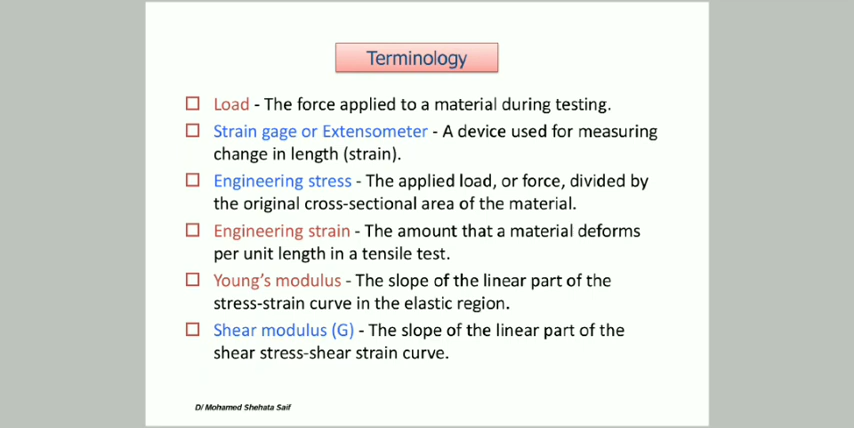 Terminology
Load - The force applied to a material during testing.
Strain gage or Extensometer - A device used for measuring
change in length (strain).
Engineering stress - The applied load, or force, divided by
the original cross-sectional area of the material.
Engineering strain - The amount that a material deforms
per unit length in a tensile test.
Young’s modulus - The slope of the linear part of the
stress-strain curve in the elastic region.
Shear modulus (G) - The slope of the linear part of the
shear stress-shear strain curve.
D/ Mohamed Shehata Saif